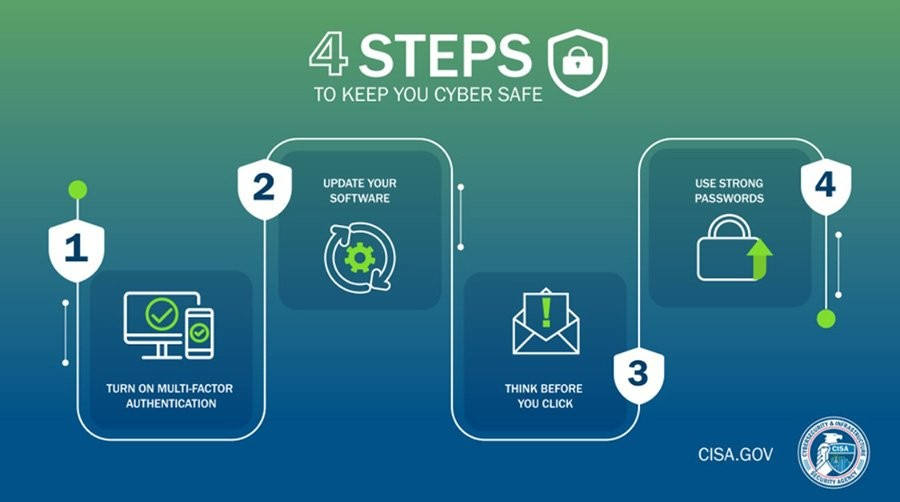 4 STEPS
TO KEEP YOU CYBER SAFE
1
TURN ON MULTI-FACTOR
AUTHENTICATION
2
UPDATE YOUR
SOFTWARE
!
THINK BEFORE
YOU CLICK
3
USE STRONG
PASSWORDS
4
CISA.GOV
CYBERSECURITY & INFRASTRUCTURE
SECURITY AGENCY
CISA